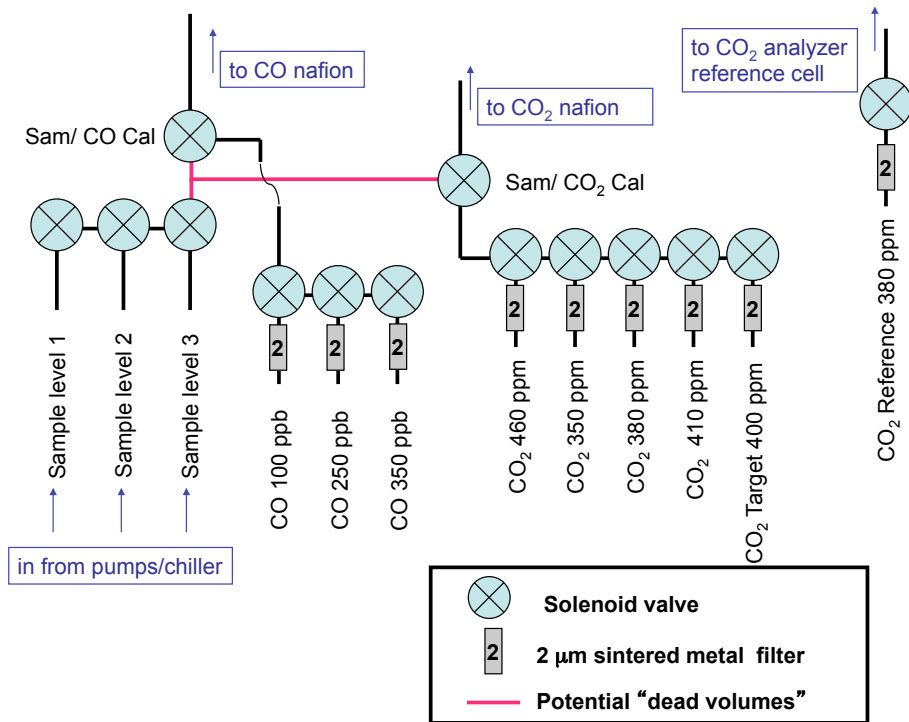 to CO nafion
to CO₂ nafion
to CO₂ analyzer
reference cell
Sam/ CO Cal
Sam/ CO₂ Cal
2
2
2
2
2
2
2
2
2
Sample level 1
Sample level 2
Sample level 3
CO 100 ppb
CO 250 ppb
CO 350 ppb
CO₂ 460 ppm
CO₂ 350 ppm
CO₂ 380 ppm
CO₂ 410 ppm
CO₂ Target 400 ppm
CO₂ Reference 380 ppm
in from pumps/chiller
Solenoid valve
2
2 μm sintered metal filter
Potential “dead volumes”